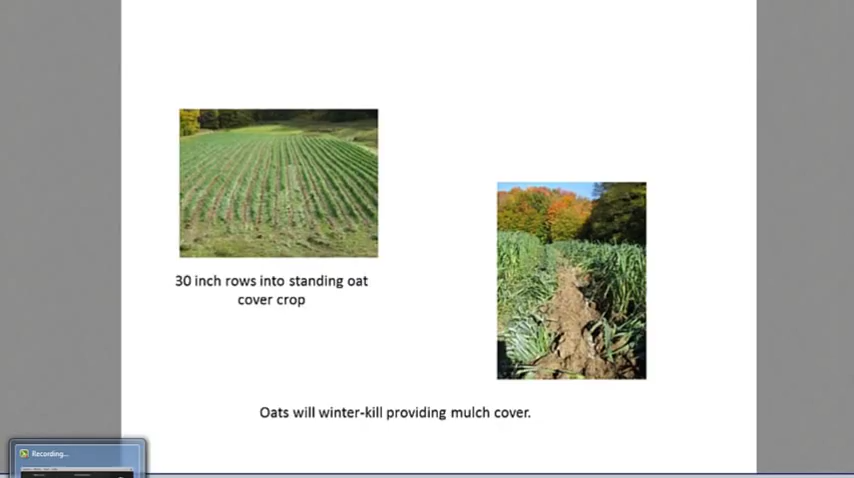 30 inch rows into standing oat
cover crop
Oats will winter-kill providing mulch cover.
Recording...